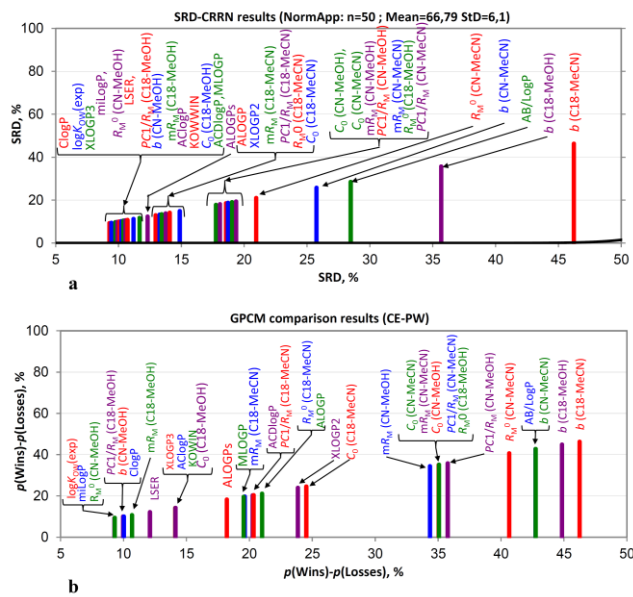 SRD-CRRN results (NormApp: n=50 ; Mean=66,79 StD=6,1)
SRD, %
100
80
60
40
20
0
ClogP
logKOW(exp)
XLOGP3
miLogP,
RM0 (CN-MeOH)
LSER,
PC1/RM (C18-MeOH)
b (CN-MeOH)
mRM (C18-MeOH)
AClogP
KOWWIN
C0 (C18-MeOH)
ACDlogP,MLOGP
ALOGPs
ALOGP
XLOGP2
mRM (C18-MeCN)
PC1/RM (C18-MeCN)
RM0 (C18-MeCN)
C0 (C18-MeCN)
C0 (CN-MeOH),
C0 (CN-MeCN)
mRM (CN-MeOH)
PC1/RM (CN-MeOH)
mRM (CN-MeCN)
RM0 (C18-MeOH)
PC1/RM (CN-MeCN)
RM0 (CN-MeCN)
b (CN-MeCN)
AB/LogP
b (C18-MeOH)
b (C18-MeCN)
5 10 15 20 25 30 35 40 45 50
SRD, %
a
GPCM comparison results (CE-PW)
p(Wins)-p(Losses), %
100
80
60
40
20
0
logKOW(exp)
miLogP
RM0 (CN-MeOH)
PC1/RM (C18-MeOH)
b (CN-MeOH)
ClogP
mRM (C18-MeOH)
LSER
XLOGP3
AClogP
KOWIN
C0 (C18-MeOH)
ALOGPs
MLOGP
mRM (C18-MeCN)
ACDlogP
PC1/RM (C18-MeCN)
RM0 (C18-MeCN)
ALOGP
XLOGP2
C0 (C18-MeCN)
mRM (CN-MeOH)
C0 (CN-MeCN)
mRM (CN-MeCN)
C0 (CN-MeOH)
PC1/RM (CN-MeCN)
RM0 (C18-MeOH)
PC1/RM (CN-MeOH)
RM0 (CN-MeCN)
AB/LogP
b (CN-MeCN)
b (C18-MeOH)
b (C18-MeCN)
5 10 15 20 25 30 35 40 45 50
p(Wins)-p(Losses), %
b